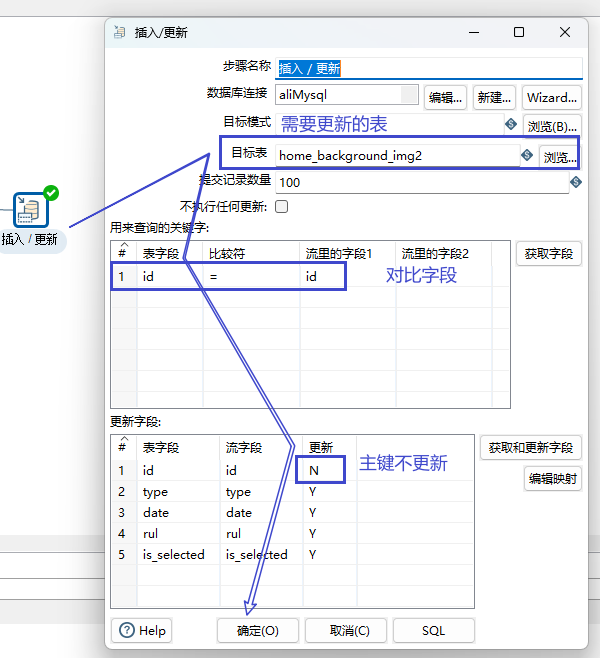 插入/更新
步骤名称 插入 / 更新
数据库连接 aliMysql 编辑... 新建... Wizard...
目标模式 需要更新的表 浏览(B)...
目标表 home_background_img2 浏览...
提交记录数量 100
不执行任何更新:
用来查询的关键字:
# 表字段 比较符 流里的字段1 流里的字段2 获取字段
1 id = id 对比字段
插入 / 更新
更新字段:
# 表字段 流字段 更新 获取和更新字段
1 id id N 主键不更新
编辑映射
2 type type Y
3 date date Y
4 rul rul Y
5 is_selected is_selected Y
Help 确定(O) 取消(C) SQL